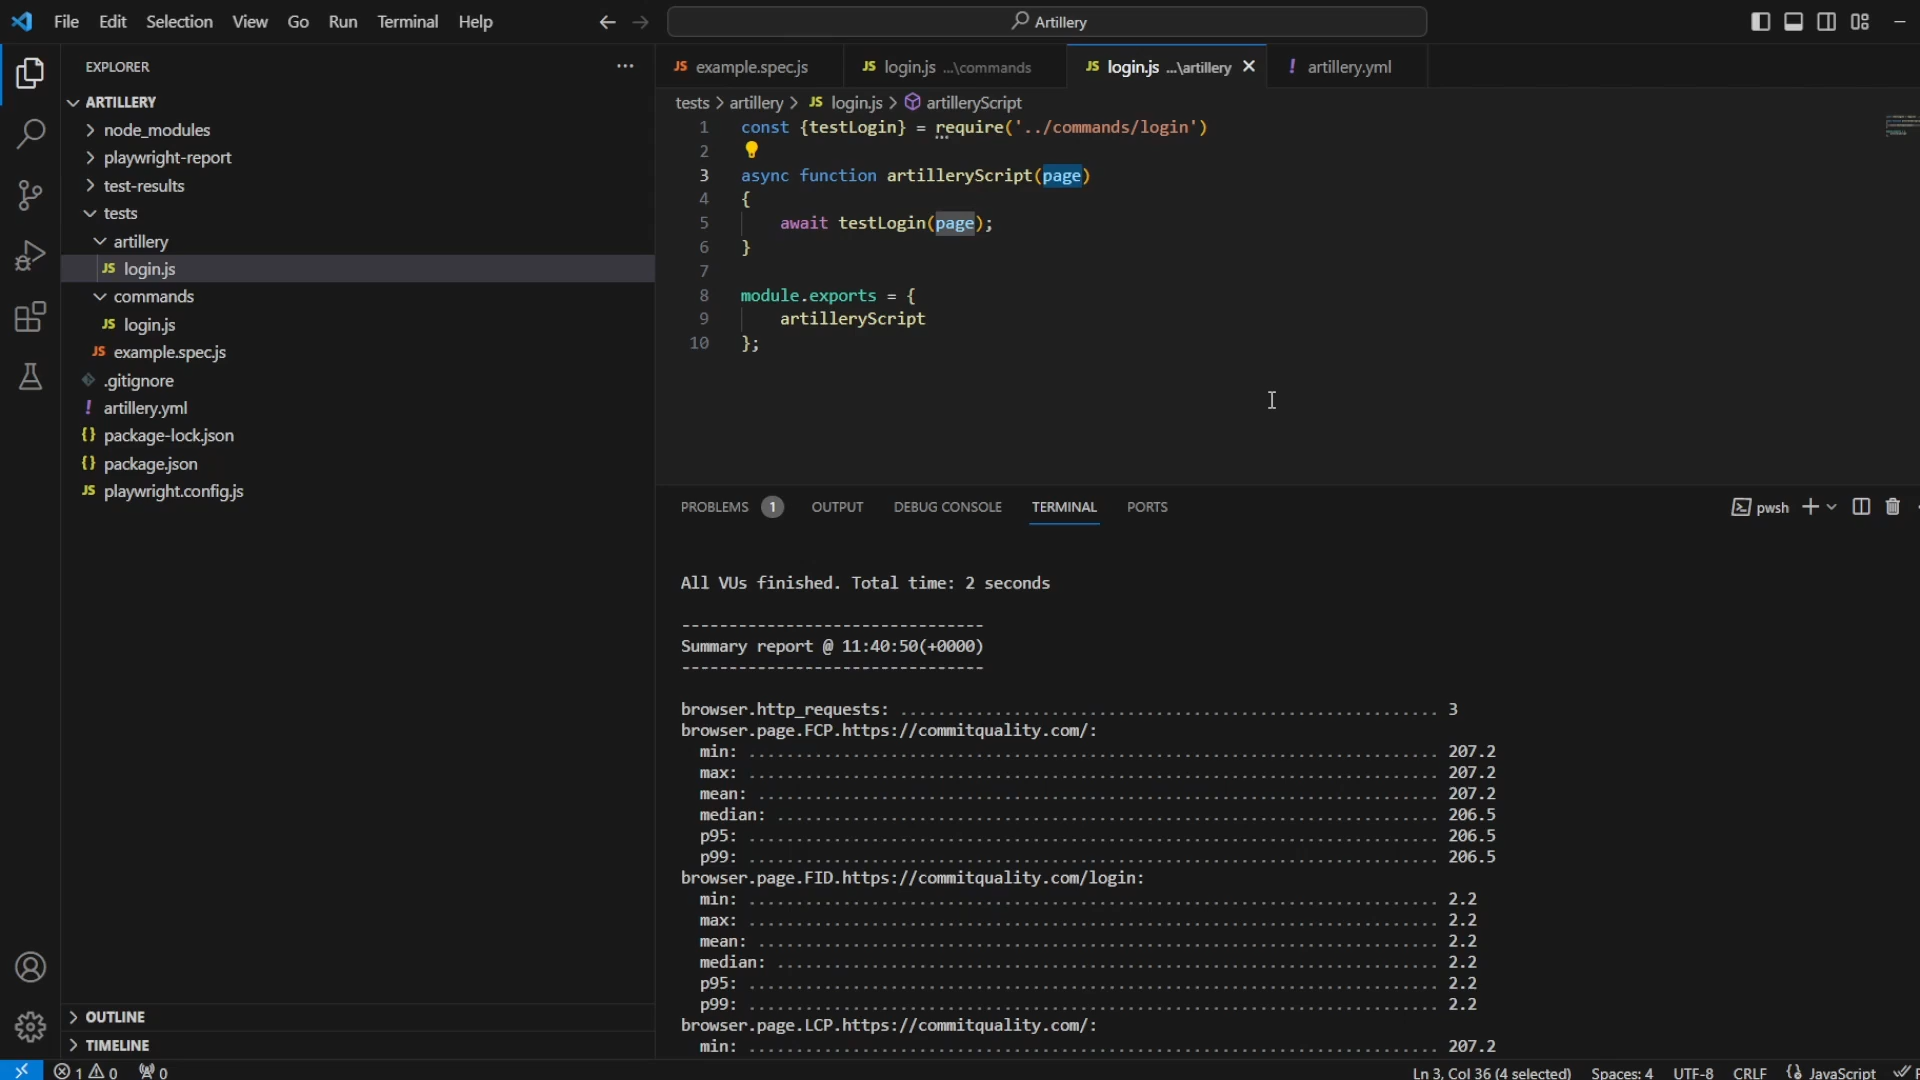 File Edit Selection View Go Run Terminal Help
Artillery
EXPLORER
ARTILLERY
node_modules
playwright-report
test-results
tests
artillery
JS login.js
commands
JS login.js
JS example.spec.js
.gitignore
! artillery.yml
{} package-lock.json
{} package.json
JS playwright.config.js
OUTLINE
TIMELINE
JS example.spec.js
JS login.js ...\commands
JS login.js ...\artillery
! artillery.yml
tests > artillery > JS login.js > artilleryScript
1 const {testLogin} = require('../commands/login')
2
3 async function artilleryScript(page)
4 {
5 await testLogin(page);
6 }
7
8 module.exports = {
9 artilleryScript
10 };
PROBLEMS 1 OUTPUT DEBUG CONSOLE TERMINAL PORTS
pwsh
All VUs finished. Total time: 2 seconds
--------------------------------
Summary report @ 11:40:50(+0000)
--------------------------------
browser.http_requests: ........................................................ 3
browser.page.FCP.https://commitquality.com/:
min: ........................................................................ 207.2
max: ........................................................................ 207.2
mean: ....................................................................... 207.2
median: ..................................................................... 206.5
p95: ........................................................................ 206.5
p99: ........................................................................ 206.5
browser.page.FID.https://commitquality.com/login:
min: ........................................................................ 2.2
max: ........................................................................ 2.2
mean: ....................................................................... 2.2
median: ..................................................................... 2.2
p95: ........................................................................ 2.2
p99: ........................................................................ 2.2
browser.page.LCP.https://commitquality.com/:
min: ........................................................................ 207.2
1 0 0
Ln 3, Col 36 (4 selected) Spaces: 4 UTF-8 CRLF {} JavaScript